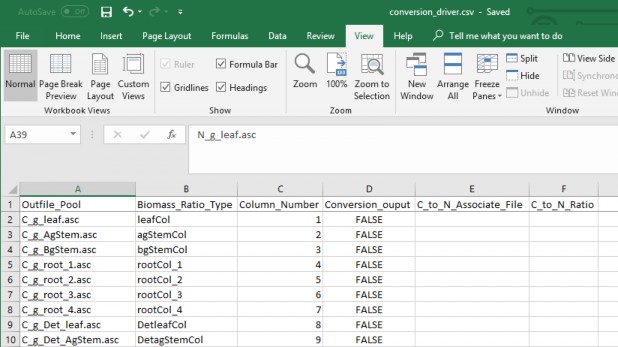 AutoSave Off conversion_driver.csv - Saved
File Home Insert Page Layout Formulas Data Review View Help Tell me what you want to do
Normal Page Break Preview Page Layout Custom Views
Workbook Views
Ruler Formula Bar
Gridlines Headings
Show
Zoom 100% Zoom to Selection
Zoom
New Window Arrange All Freeze Panes
Split View Side
Hide Synchron
Unhide Reset Win
Window
A39 fx N_g_leaf.asc
A B C D E F
1 Outfile_Pool Biomass_Ratio_Type Column_Number Conversion_ouput C_to_N_Associate_File C_to_N_Ratio
2 C_g_leaf.asc leafCol 1 FALSE
3 C_g_AgStem.asc agStemCol 2 FALSE
4 C_g_BgStem.asc bgStemCol 3 FALSE
5 C_g_root_1.asc rootCol_1 4 FALSE
6 C_g_root_2.asc rootCol_2 5 FALSE
7 C_g_root_3.asc rootCol_3 6 FALSE
8 C_g_root_4.asc rootCol_4 7 FALSE
9 C_g_Det_leaf.asc DetleafCol 8 FALSE
10 C_g_Det_AgStem.asc DetagStemCol 9 FALSE